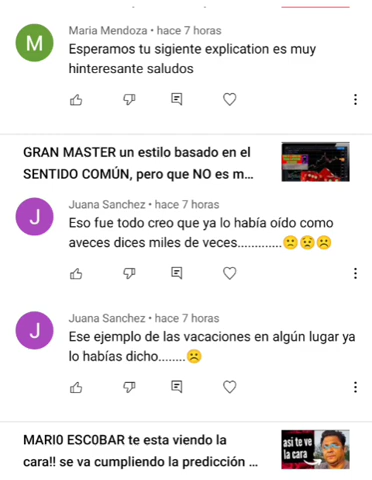 Maria Mendoza • hace 7 horas
M
Esperamos tu sigiente explication es muy
hinteresante saludos
GRAN MASTER un estilo basado en el
SENTIDO COMÚN, pero que NO es m...
Juana Sanchez • hace 7 horas
J
Eso fue todo creo que ya lo había oído como
aveces dices miles de veces.............☹️😟☹️
Juana Sanchez • hace 7 horas
J
Ese ejemplo de las vacaciones en algún lugar ya
lo habías dicho........☹️
MARI0 ESC0BAR te esta viendo la
cara!! se va cumpliendo la predicción ...
asi te ve
la cara